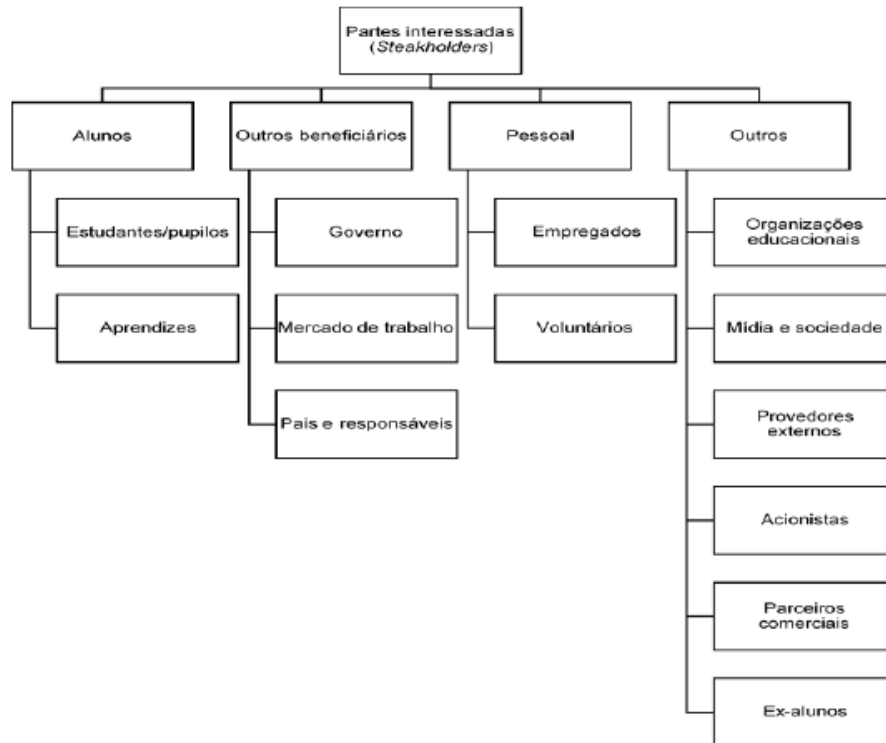 Partes interessadas
(Steakholders)
Alunos
Outros beneficiários
Pessoal
Outros
Estudantes/pupilos
Governo
Empregados
Organizações
educacionais
Aprendizes
Mercado de trabalho
Voluntários
Mídia e sociedade
Pais e responsáveis
Provedores
externos
Acionistas
Parceiros
comerciais
Ex-alunos